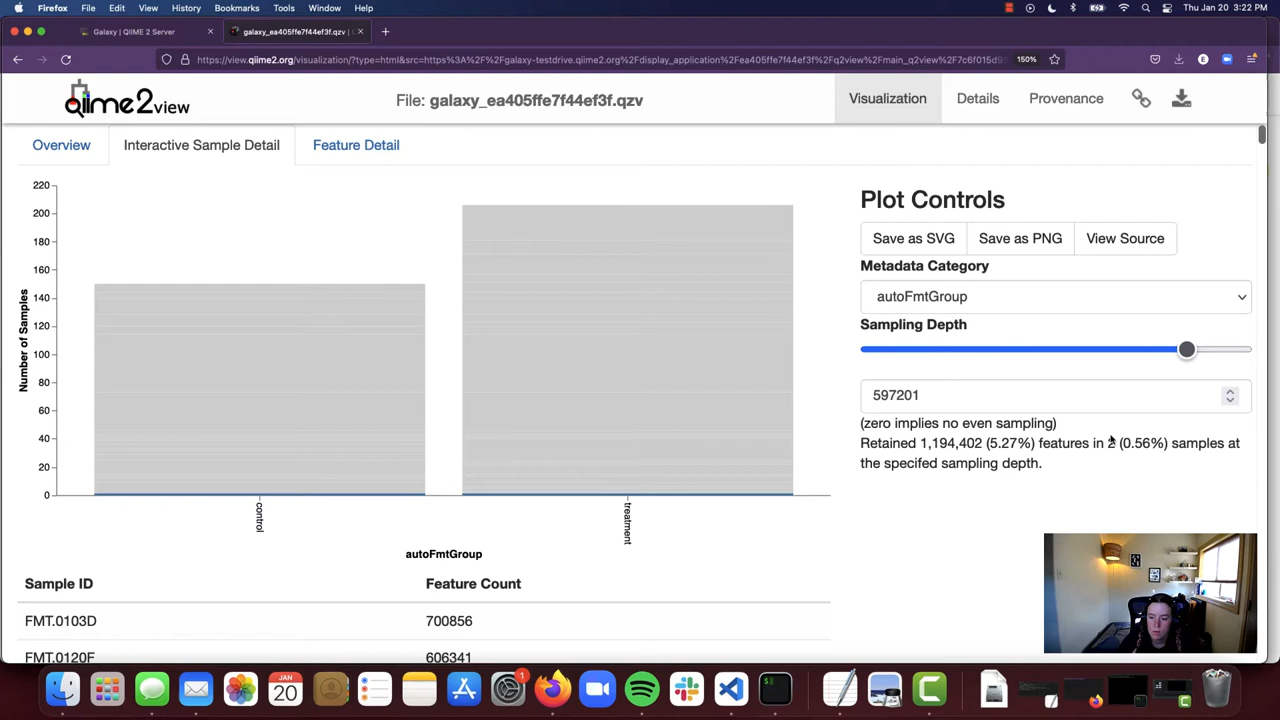 Firefox File Edit View History Bookmarks Tools Window Help Thu Jan 20 3:22 PM
Galaxy | QIIME 2 Server × galaxy_ea405ffe7f44ef3f.qzv | × +
https://view.qiime2.org/visualization/?type=html&src=https%3A%2F%2Fgalaxy-testdrive.qiime2.org%2Fdisplay_application%2Fea405ffe7f44ef3f%2Fq2view%2Fmain_q2view%2F7c6f015d9 150%
qiime2view File: galaxy_ea405ffe7f44ef3f.qzv Visualization Details Provenance
Overview Interactive Sample Detail Feature Detail
220
200
180
160
140
120
100
80
60
40
20
0
Number of Samples
control
treatment
autoFmtGroup
Plot Controls
Save as SVG Save as PNG View Source
Metadata Category
autoFmtGroup
Sampling Depth
597201
(zero implies no even sampling)
Retained 1,194,402 (5.27%) features in 2 (0.56%) samples at
the specifed sampling depth.
Sample ID Feature Count
FMT.0103D 700856
FMT.0120F 606341
JAN
20
1